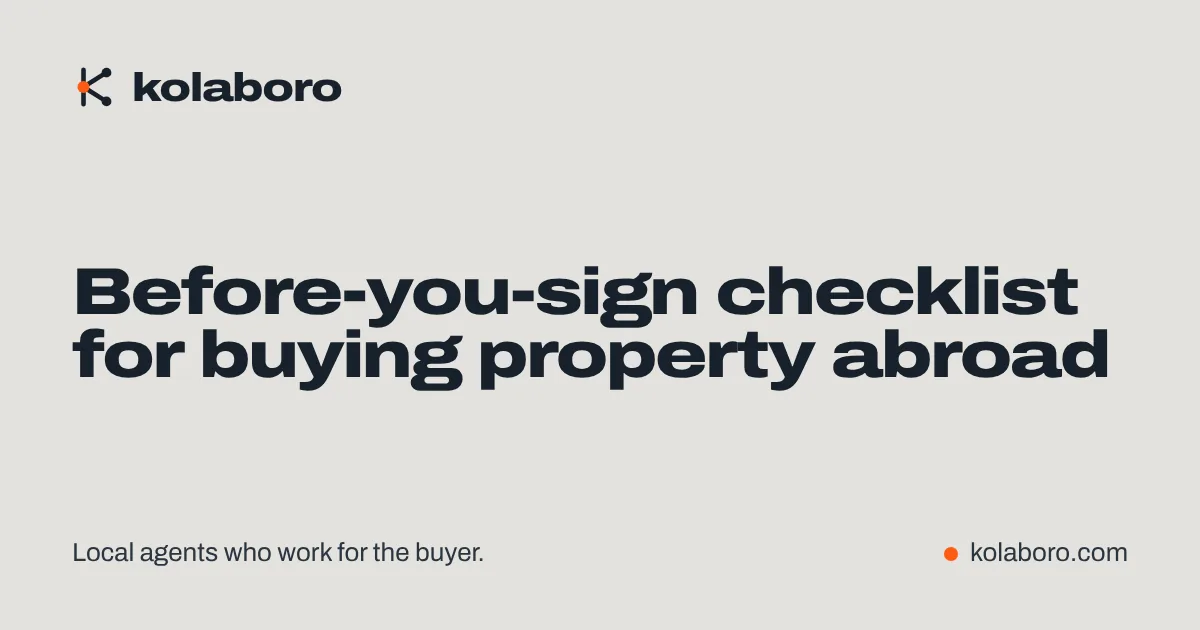 kolaboro
Before-you-sign checklist
for buying property abroad
Local agents who work for the buyer.
kolaboro.com